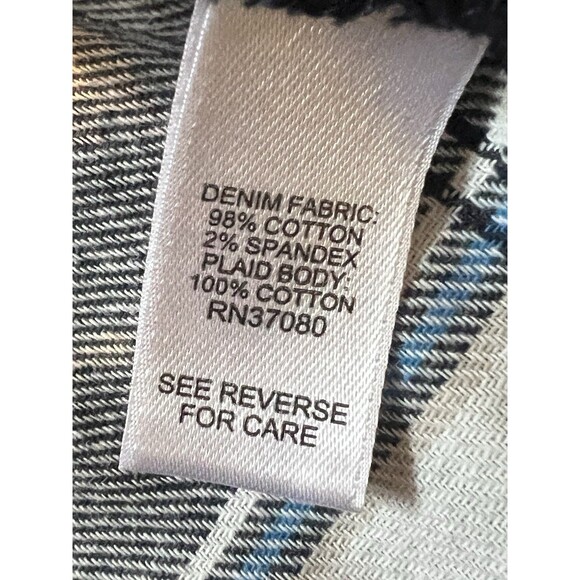 DENIM FABRIC:
98% COTTON
2% SPANDEX
PLAID BODY:
100% COTTON
RN37080
SEE REVERSE
FOR CARE